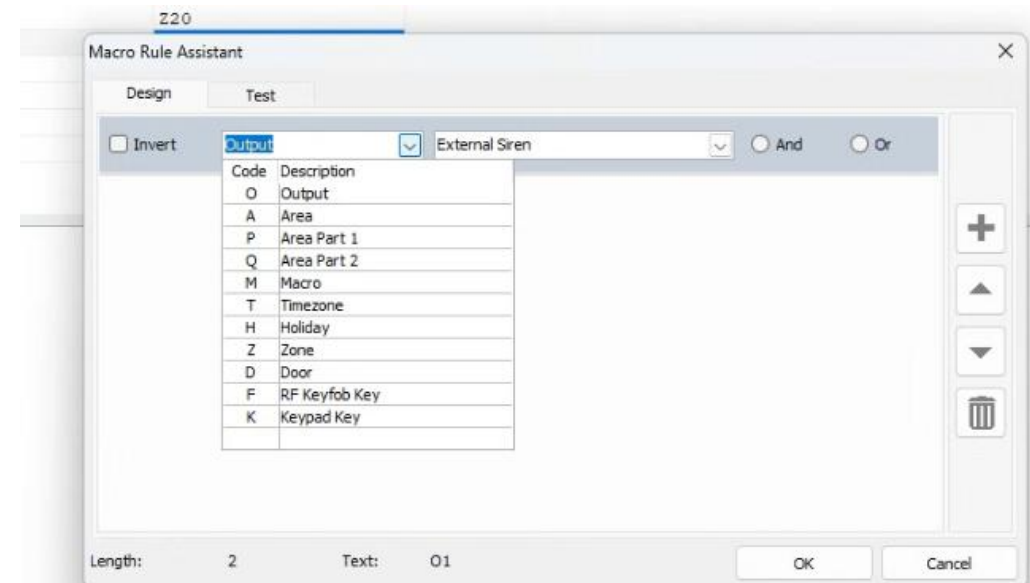 Z20
Macro Rule Assistant
Design Test
Invert Output External Siren And Or
Code Description
O Output
A Area
P Area Part 1
Q Area Part 2
M Macro
T Timezone
H Holiday
Z Zone
D Door
F RF Keyfob Key
K Keypad Key
Length: 2 Text: O1 OK Cancel